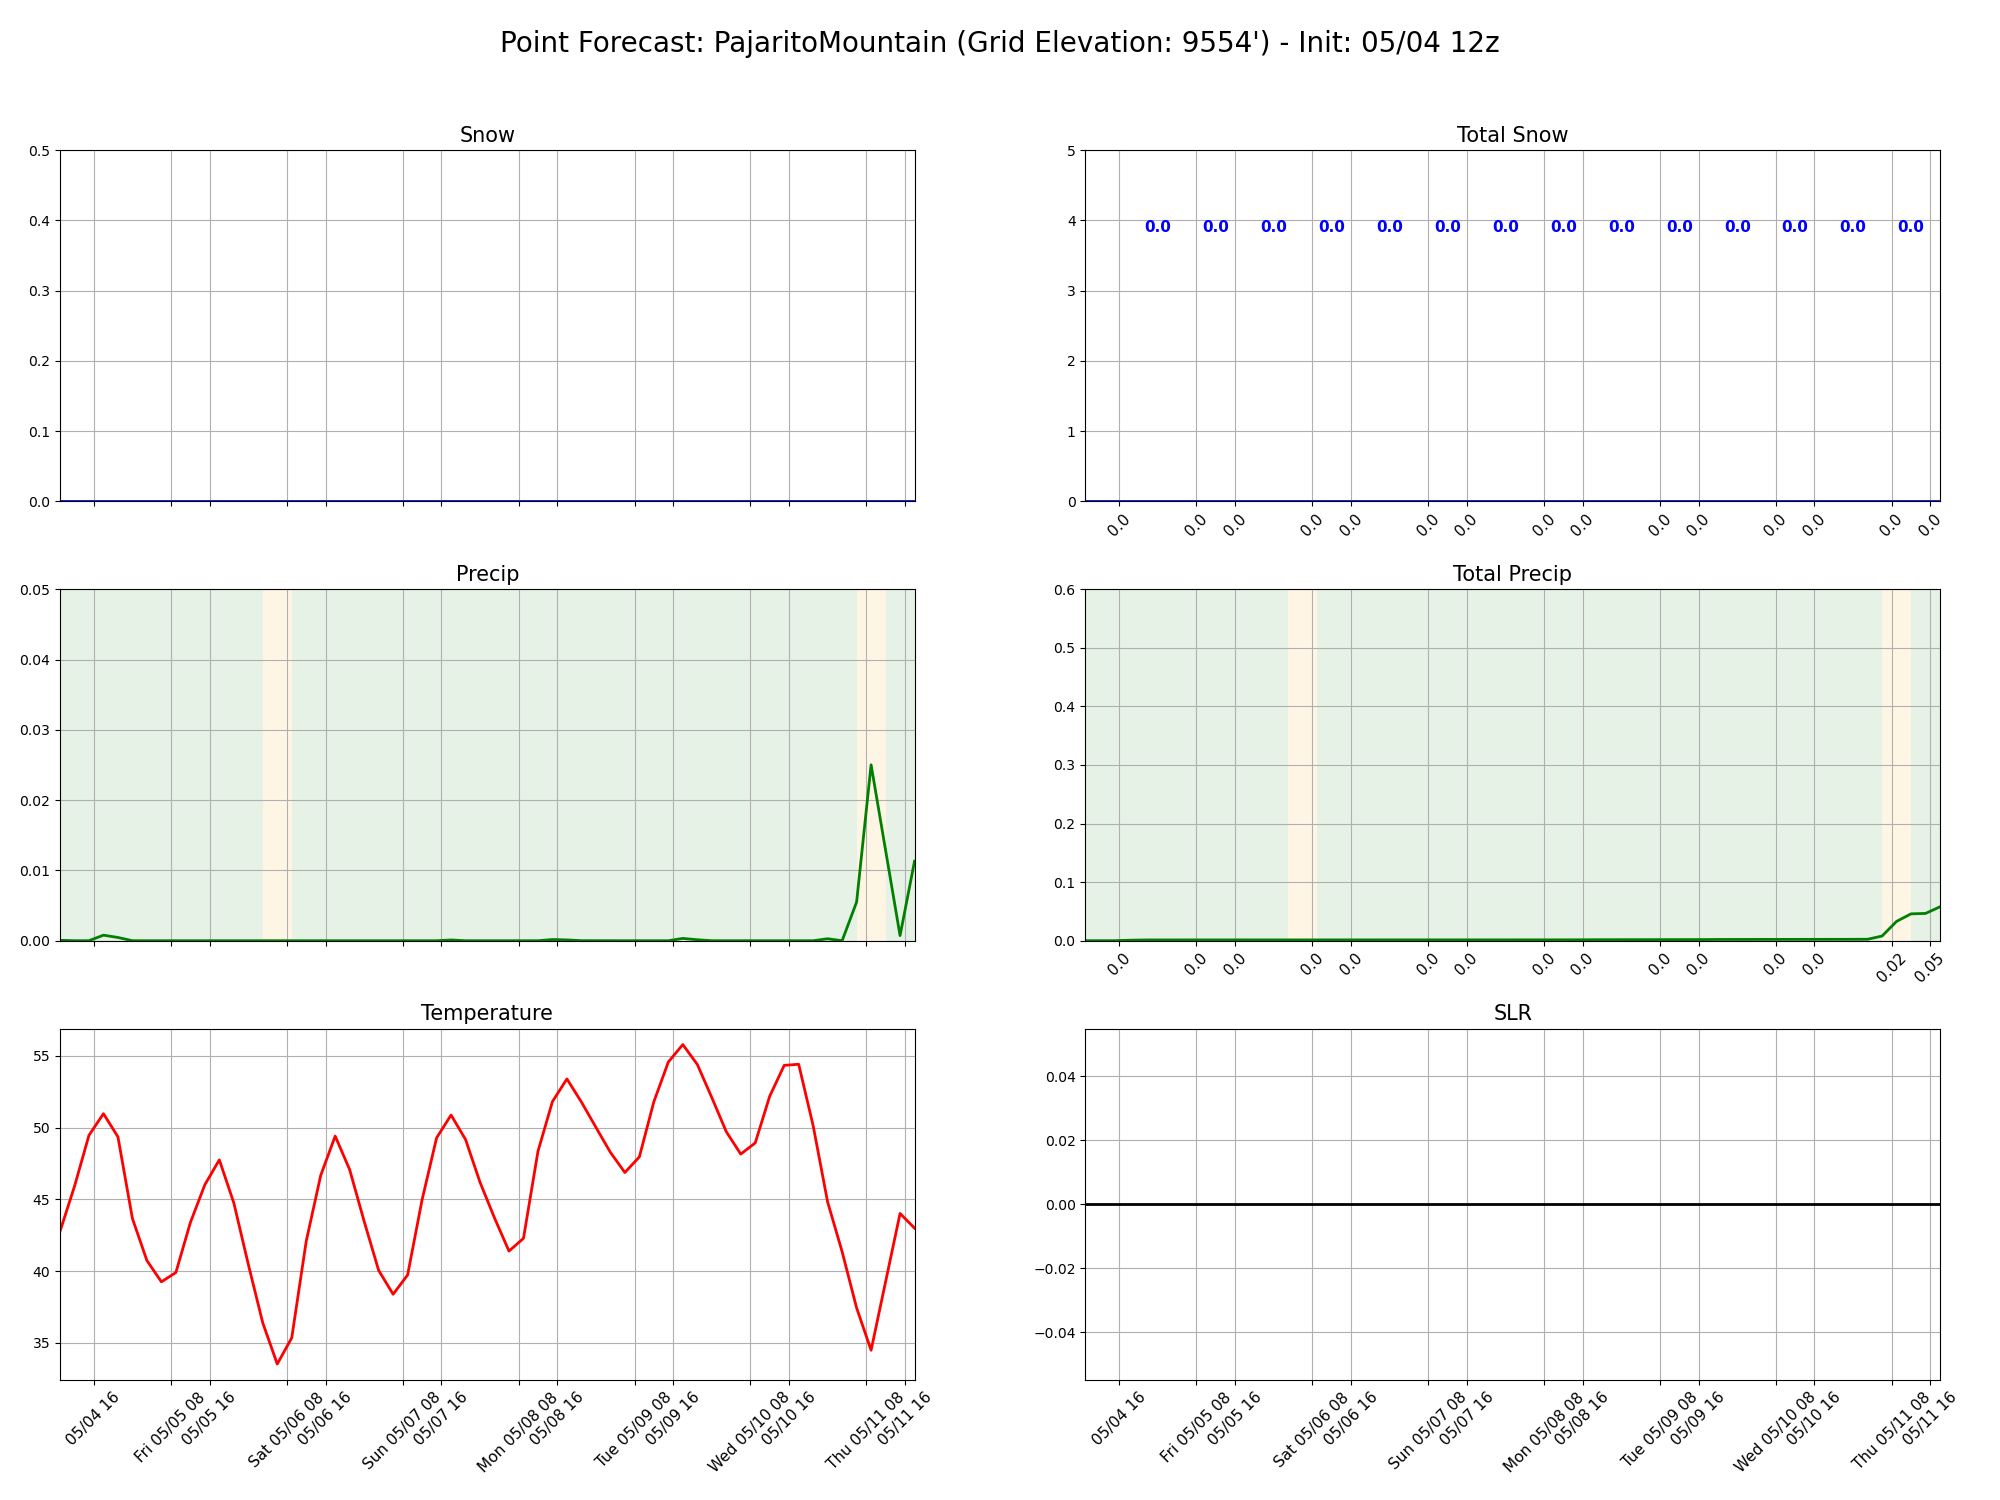 Point Forecast: PajaritoMountain (Grid Elevation: 9554') - Init: 05/04 12z
Snow
0.5
0.4
0.3
0.2
0.1
0.0
Total Snow
5
4
3
2
1
0
0.0 0.0 0.0 0.0 0.0 0.0 0.0 0.0 0.0 0.0 0.0 0.0 0.0 0.0
0.0 0.0 0.0 0.0 0.0 0.0 0.0 0.0 0.0 0.0 0.0 0.0 0.0 0.0 0.0
Precip
0.05
0.04
0.03
0.02
0.01
0.00
Total Precip
0.6
0.5
0.4
0.3
0.2
0.1
0.0
0.0 0.0 0.0 0.0 0.0 0.0 0.0 0.0 0.0 0.0 0.0 0.0 0.0 0.02 0.05
Temperature
55
50
45
40
35
05/04 16
Fri 05/05 08
05/05 16
Sat 05/06 08
05/06 16
Sun 05/07 08
05/07 16
Mon 05/08 08
05/08 16
Tue 05/09 08
05/09 16
Wed 05/10 08
05/10 16
Thu 05/11 08
05/11 16
SLR
0.04
0.02
0.00
−0.02
−0.04
05/04 16
Fri 05/05 08
05/05 16
Sat 05/06 08
05/06 16
Sun 05/07 08
05/07 16
Mon 05/08 08
05/08 16
Tue 05/09 08
05/09 16
Wed 05/10 08
05/10 16
Thu 05/11 08
05/11 16